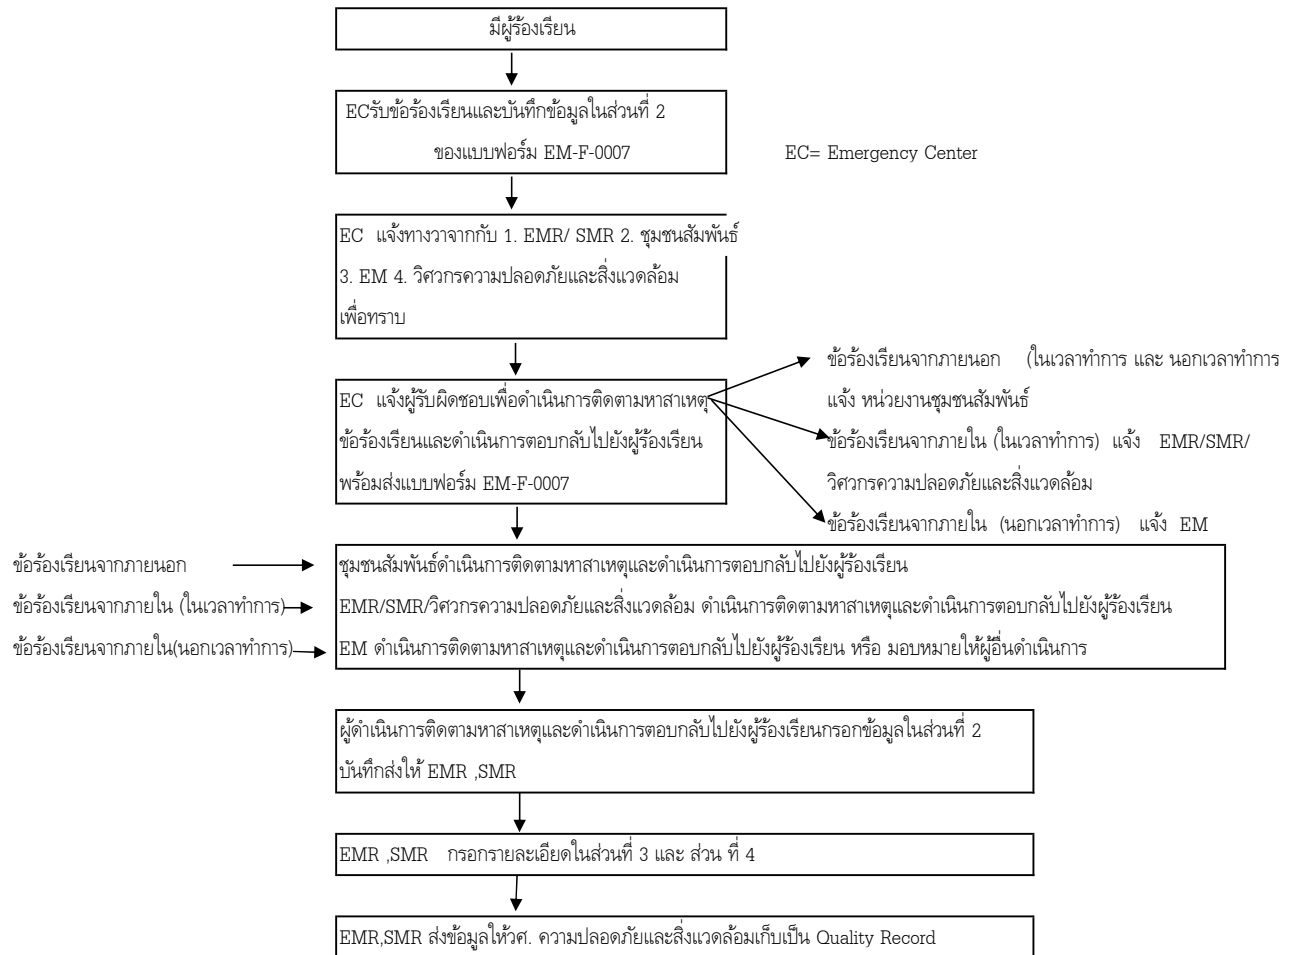 มีผู้ร้องเรียน
ECรับข้อร้องเรียนและบันทึกข้อมูลในส่วนที่ 2
ของแบบฟอร์ม EM-F-0007
EC= Emergency Center
EC แจ้งทางวาจากกับ 1. EMR/ SMR 2. ชุมชนสัมพันธ์
3. EM 4. วิศวกรความปลอดภัยและสิ่งแวดล้อม
เพื่อทราบ
EC แจ้งผู้รับผิดชอบเพื่อดำเนินการติดตามหาสาเหตุ
ข้อร้องเรียนและดำเนินการตอบกลับไปยังผู้ร้องเรียน
พร้อมส่งแบบฟอร์ม EM-F-0007
ข้อร้องเรียนจากภายนอก (ในเวลาทำการ และ นอกเวลาทำการ
แจ้ง หน่วยงานชุมชนสัมพันธ์
ข้อร้องเรียนจากภายใน (ในเวลาทำการ) แจ้ง EMR/SMR/
วิศวกรความปลอดภัยและสิ่งแวดล้อม
ข้อร้องเรียนจากภายใน (นอกเวลาทำการ) แจ้ง EM
ข้อร้องเรียนจากภายนอก
ชุมชนสัมพันธ์ดำเนินการติดตามหาสาเหตุและดำเนินการตอบกลับไปยังผู้ร้องเรียน
ข้อร้องเรียนจากภายใน (ในเวลาทำการ)
EMR/SMR/วิศวกรความปลอดภัยและสิ่งแวดล้อม ดำเนินการติดตามหาสาเหตุและดำเนินการตอบกลับไปยังผู้ร้องเรียน
ข้อร้องเรียนจากภายใน(นอกเวลาทำการ)
EM ดำเนินการติดตามหาสาเหตุและดำเนินการตอบกลับไปยังผู้ร้องเรียน หรือ มอบหมายให้ผู้อื่นดำเนินการ
ผู้ดำเนินการติดตามหาสาเหตุและดำเนินการตอบกลับไปยังผู้ร้องเรียนกรอกข้อมูลในส่วนที่ 2
บันทึกส่งให้ EMR ,SMR
EMR ,SMR กรอกรายละเอียดในส่วนที่ 3 และ ส่วน ที่ 4
EMR,SMR ส่งข้อมูลให้วศ. ความปลอดภัยและสิ่งแวดล้อมเก็บเป็น Quality Record